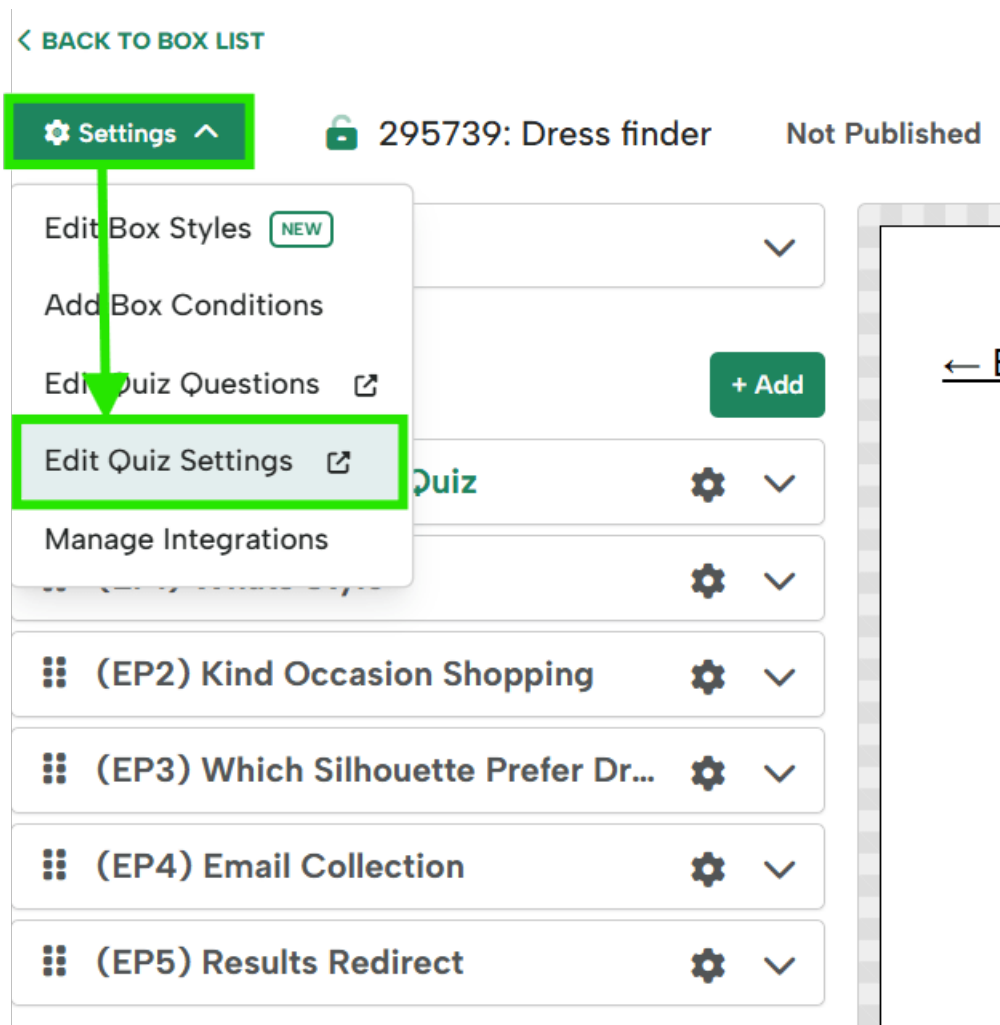 BACK TO BOX LIST
Settings
295739: Dress finder
Not Published
Edit Box Styles NEW
Add Box Conditions
Edit Quiz Questions
+ Add
Edit Quiz Settings
Quiz
Manage Integrations
(EP2) Kind Occasion Shopping
(EP3) Which Silhouette Prefer Dr...
(EP4) Email Collection
(EP5) Results Redirect